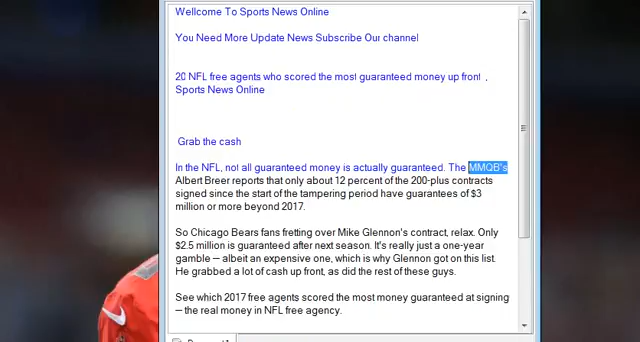 Wellcome To Sports News Online
You Need More Update News Subscribe Our channel
20 NFL free agents who scored the most guaranteed money up front ,
Sports News Online
Grab the cash
In the NFL, not all guaranteed money is actually guaranteed. The MMQB's
Albert Breer reports that only about 12 percent of the 200-plus contracts
signed since the start of the tampering period have guarantees of $3
million or more beyond 2017.
So Chicago Bears fans fretting over Mike Glennon's contract, relax. Only
$2.5 million is guaranteed after next season. It's really just a one-year
gamble — albeit an expensive one, which is why Glennon got on this list.
He grabbed a lot of cash up front, as did the rest of these guys.
See which 2017 free agents scored the most money guaranteed at signing
— the real money in NFL free agency.